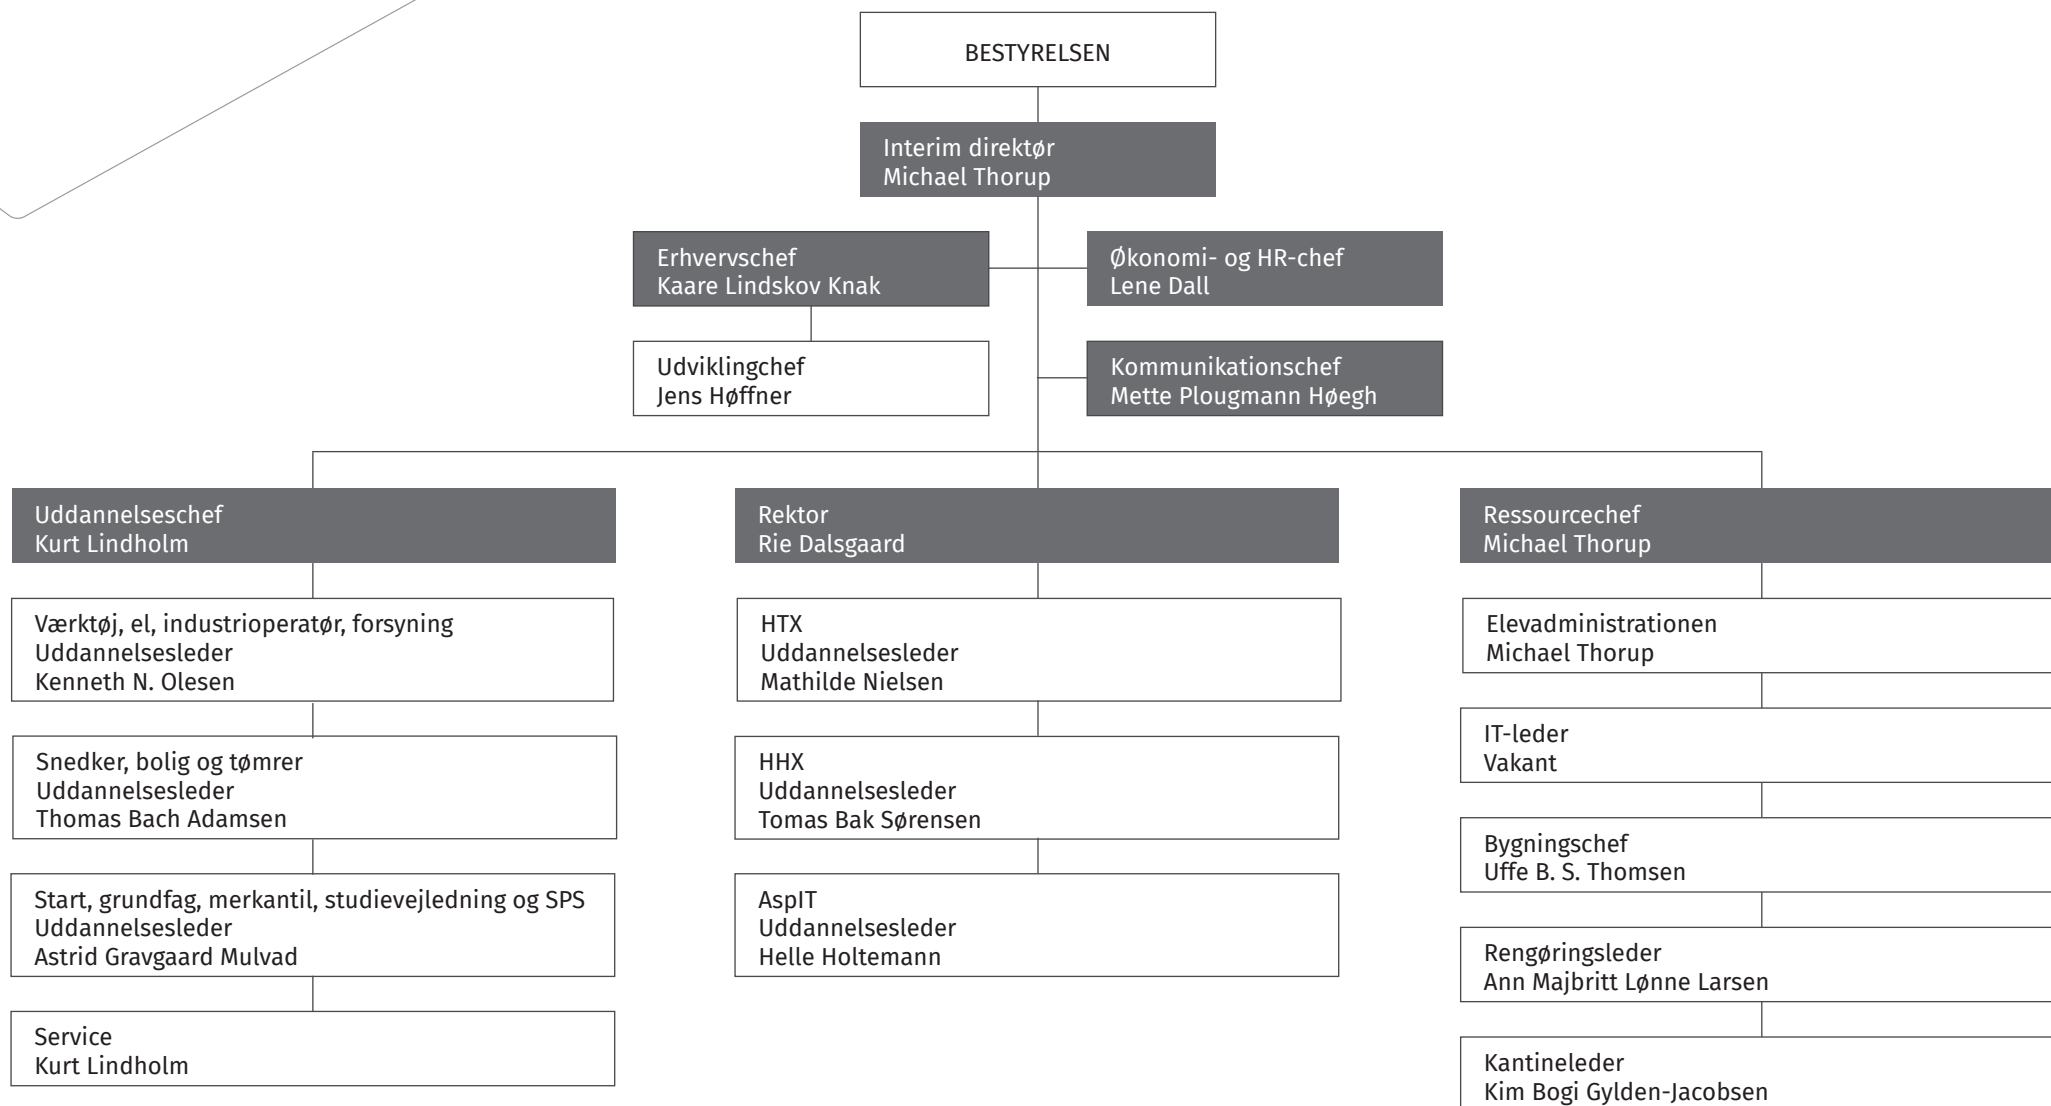 BESTYRELSEN
Interim direktør
Michael Thorup
Erhvervschef
Kaare Lindskov Knak
Økonomi- og HR-chef
Lene Dall
Udviklingchef
Jens Høffner
Kommunikationschef
Mette Plougmann Høegh
Uddannelseschef
Kurt Lindholm
Værktøj, el, industrioperatør, forsyning
Uddannelsesleder
Kenneth N. Olesen
Snedker, bolig og tømrer
Uddannelsesleder
Thomas Bach Adamsen
Start, grundfag, merkantil, studievejledning og SPS
Uddannelsesleder
Astrid Gravgaard Mulvad
Service
Kurt Lindholm
Rektor
Rie Dalsgaard
HTX
Uddannelsesleder
Mathilde Nielsen
HHX
Uddannelsesleder
Tomas Bak Sørensen
AspIT
Uddannelsesleder
Helle Holtemann
Ressourcechef
Michael Thorup
Elevadministrationen
Michael Thorup
IT-leder
Vakant
Bygningschef
Uffe B. S. Thomsen
Rengøringsleder
Ann Majbritt Lønne Larsen
Kantineleder
Kim Bogi Gylden-Jacobsen